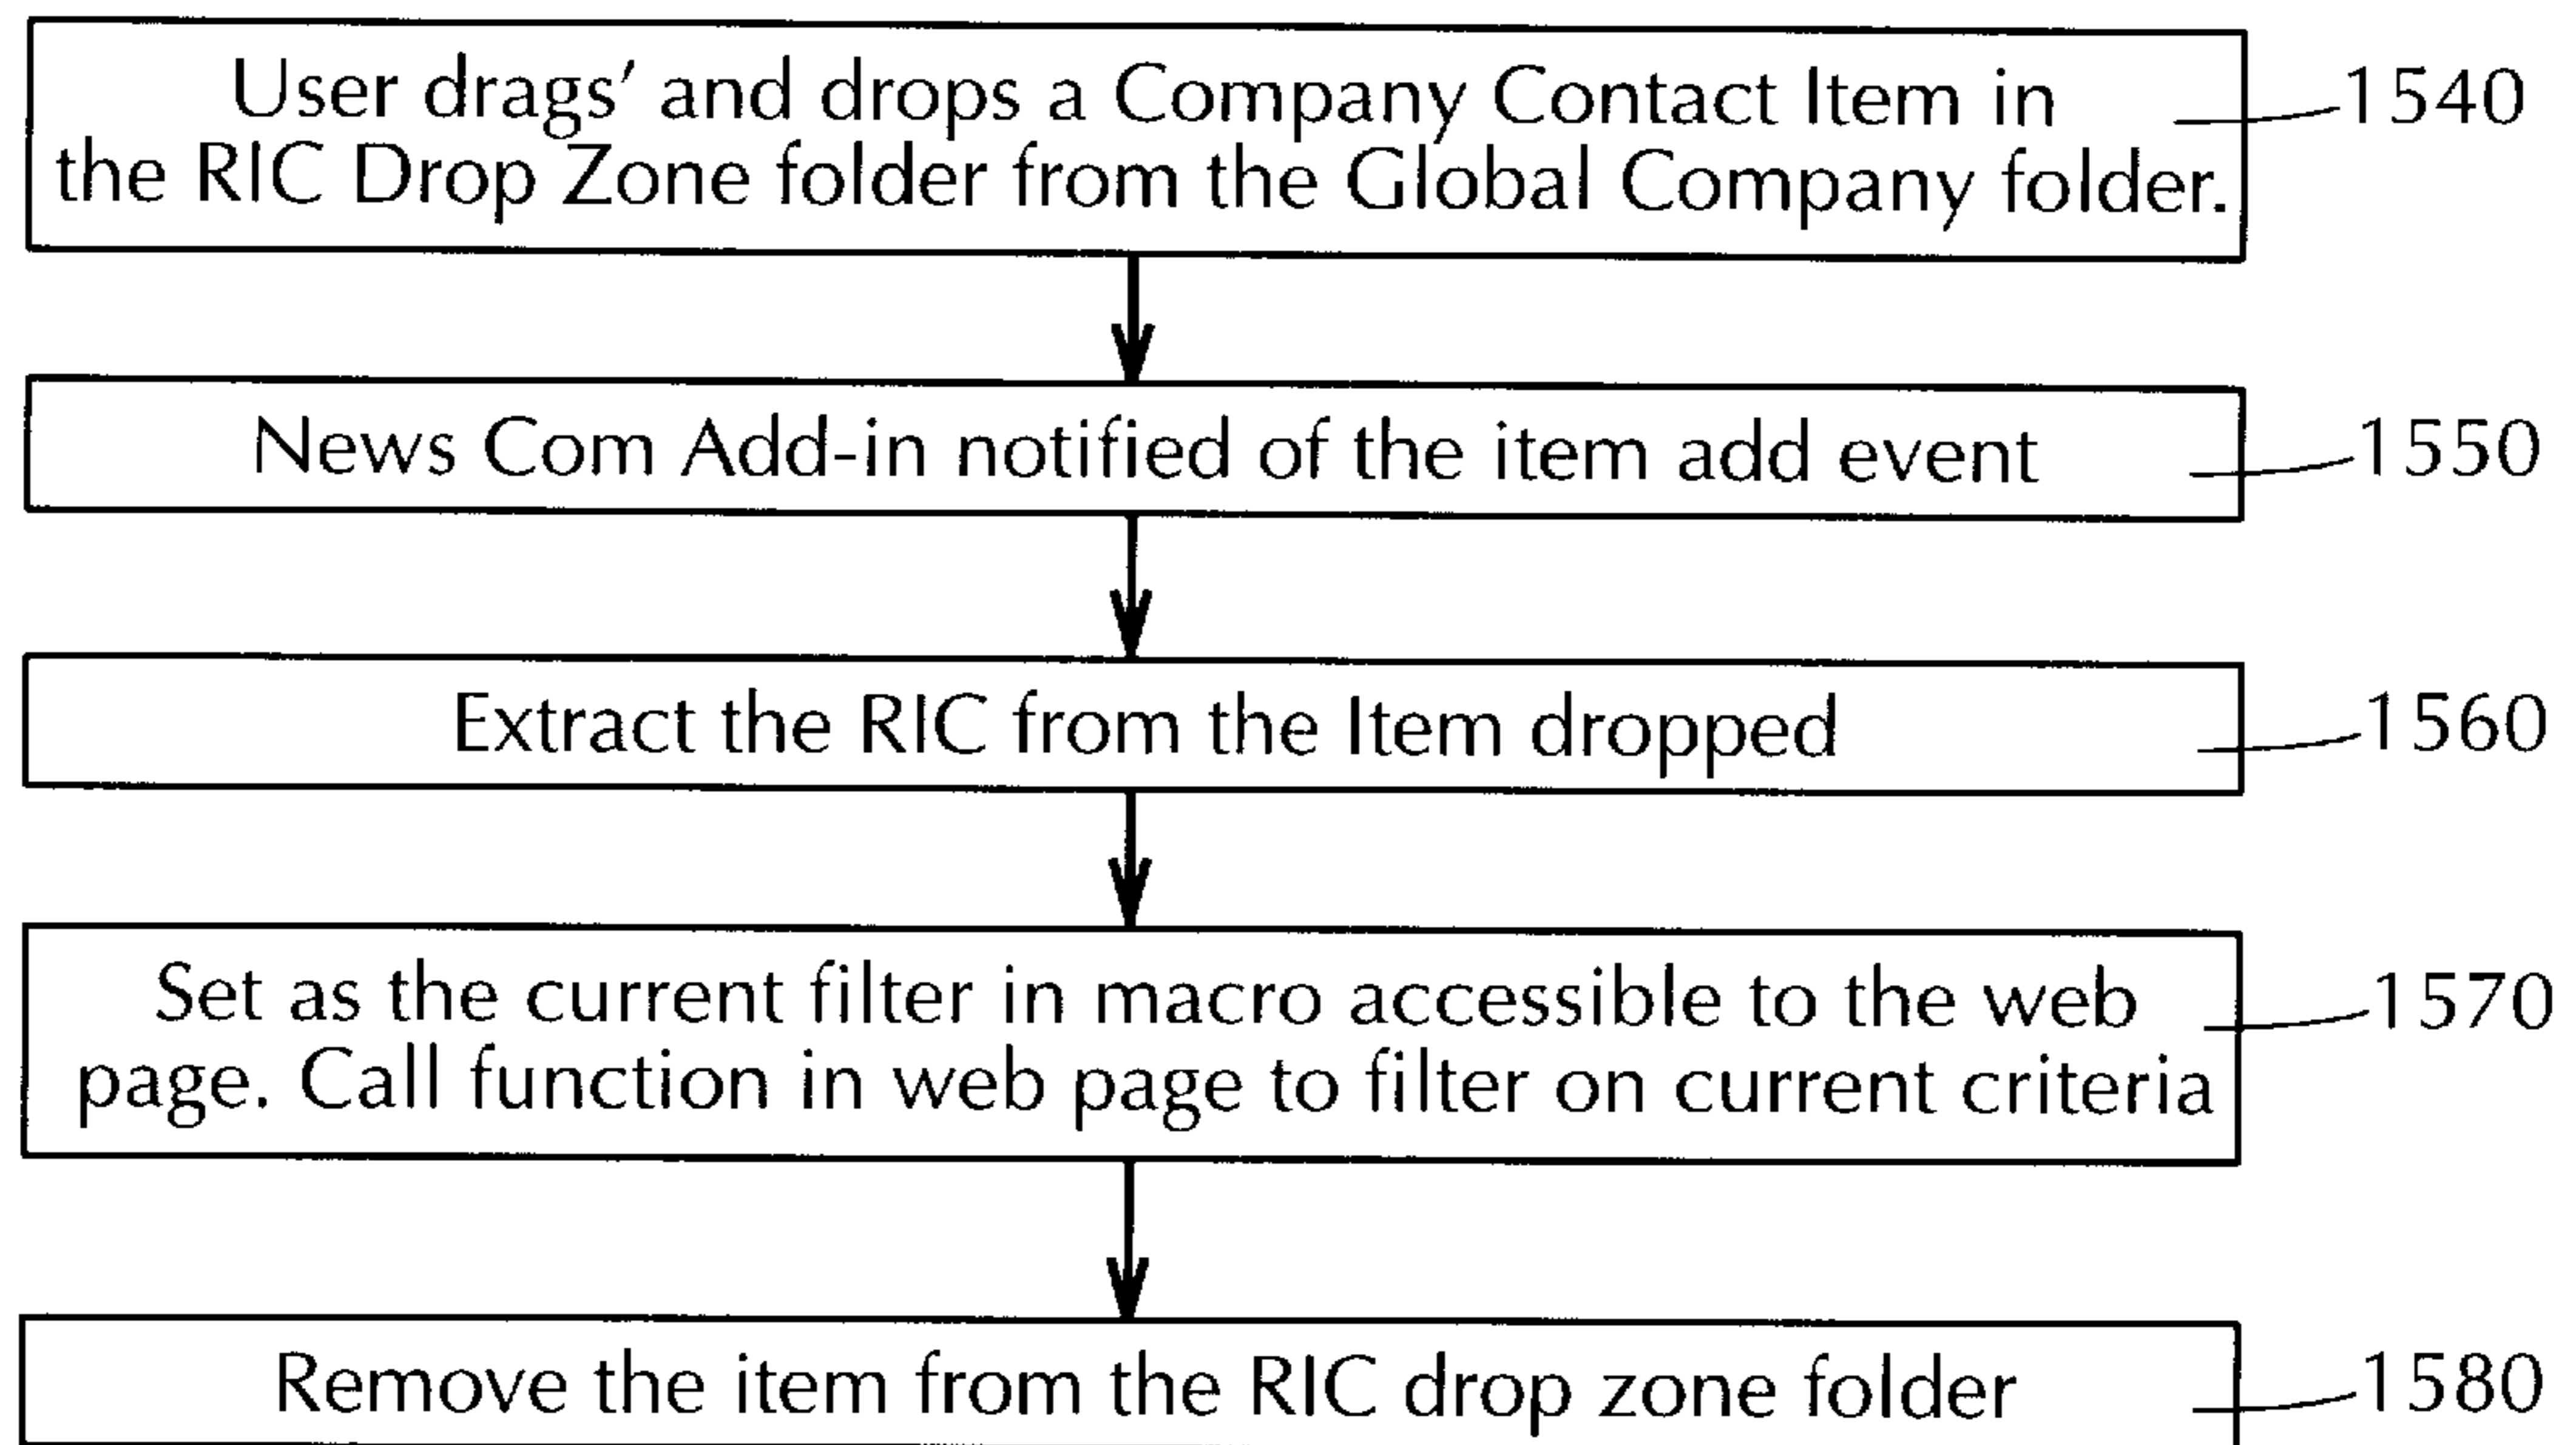 User drags’ and drops a Company Contact Item in
the RIC Drop Zone folder from the Global Company folder.
1540
News Com Add-in notified of the item add event
1550
Extract the RIC from the Item dropped
1560
Set as the current filter in macro accessible to the web
page. Call function in web page to filter on current criteria
1570
Remove the item from the RIC drop zone folder
1580